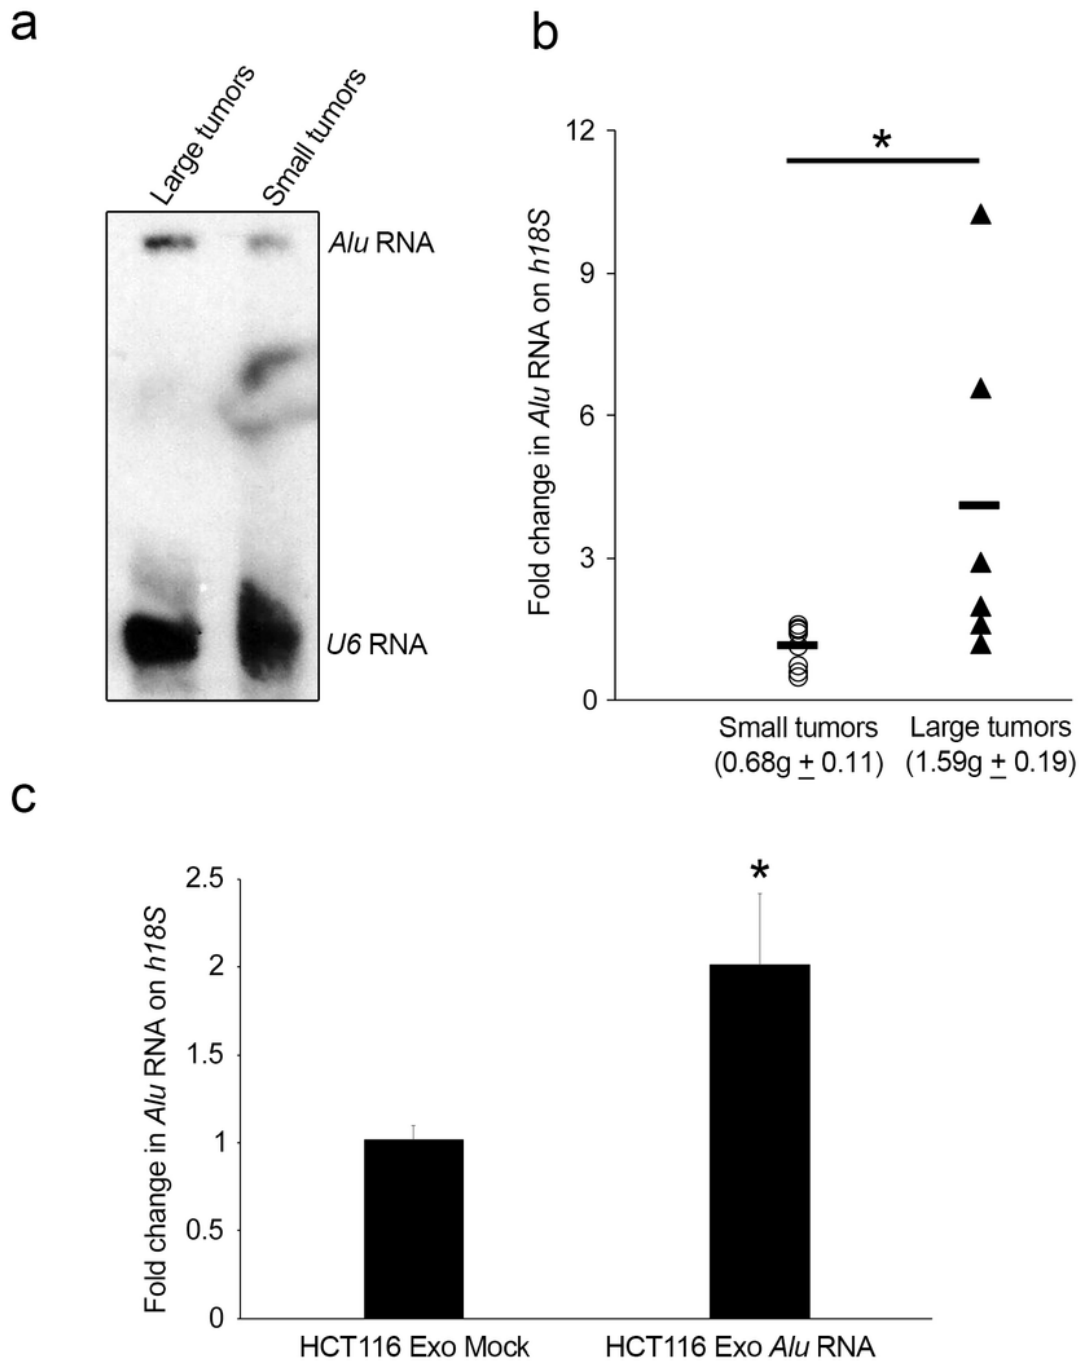 a
Large tumors
Small tumors
Alu RNA
U6 RNA
b
*
12
9
6
3
0
Fold change in Alu RNA on h18S
Small tumors
(0.68g ± 0.11)
Large tumors
(1.59g ± 0.19)
c
*
2.5
2
1.5
1
0.5
0
Fold change in Alu RNA on h18S
HCT116 Exo Mock
HCT116 Exo Alu RNA